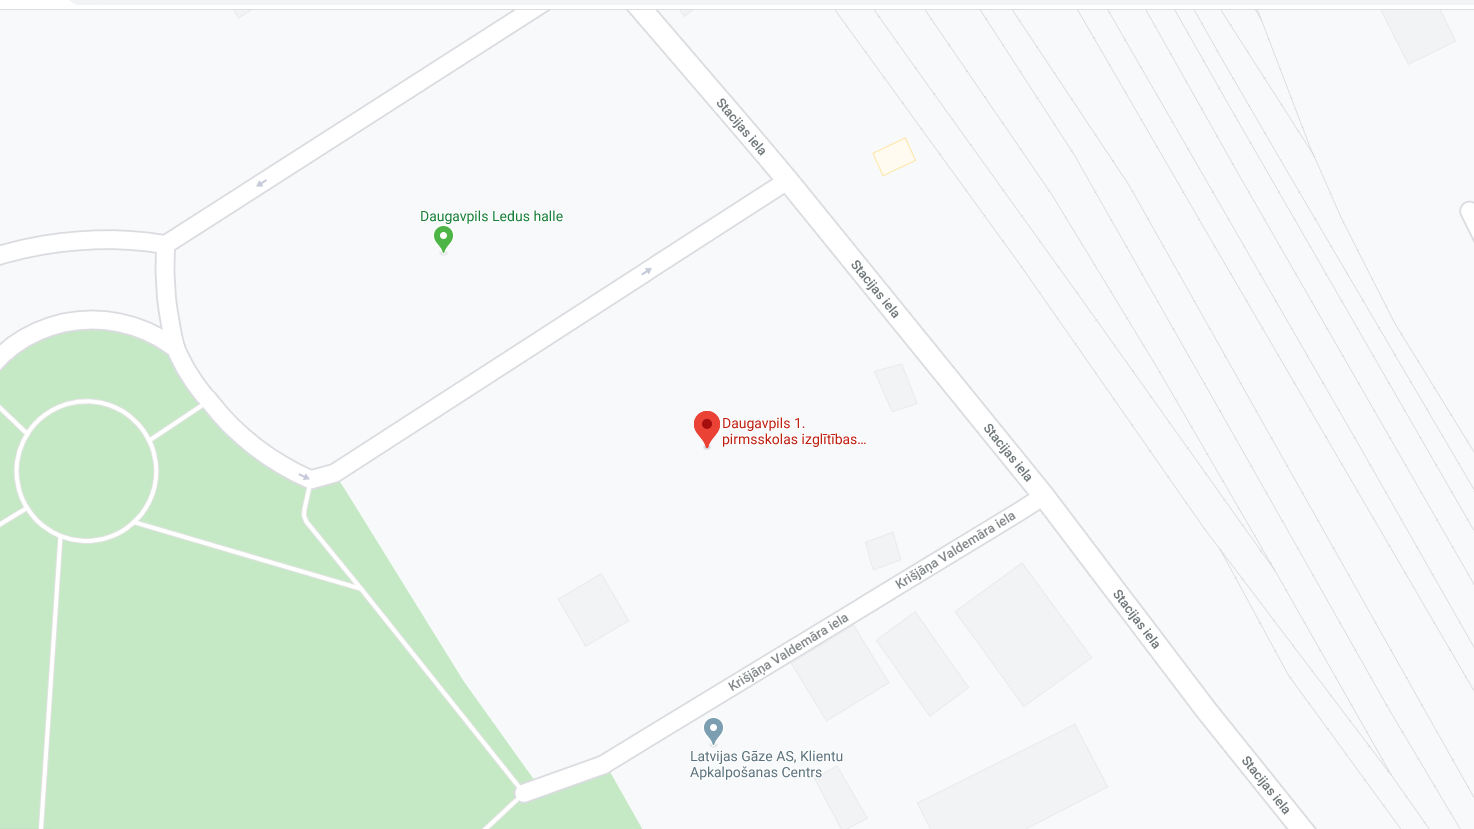 Stacijas iela
Daugavpils Ledus halle
Stacijas iela
Daugavpils 1.
pirmsskolas izglītības...
Stacijas iela
Krišjāņa Valdemāra iela
Stacijas iela
Krišjāņa Valdemāra iela
Latvijas Gāze AS, Klientu
Apkalpošanas Centrs
Stacijas iela